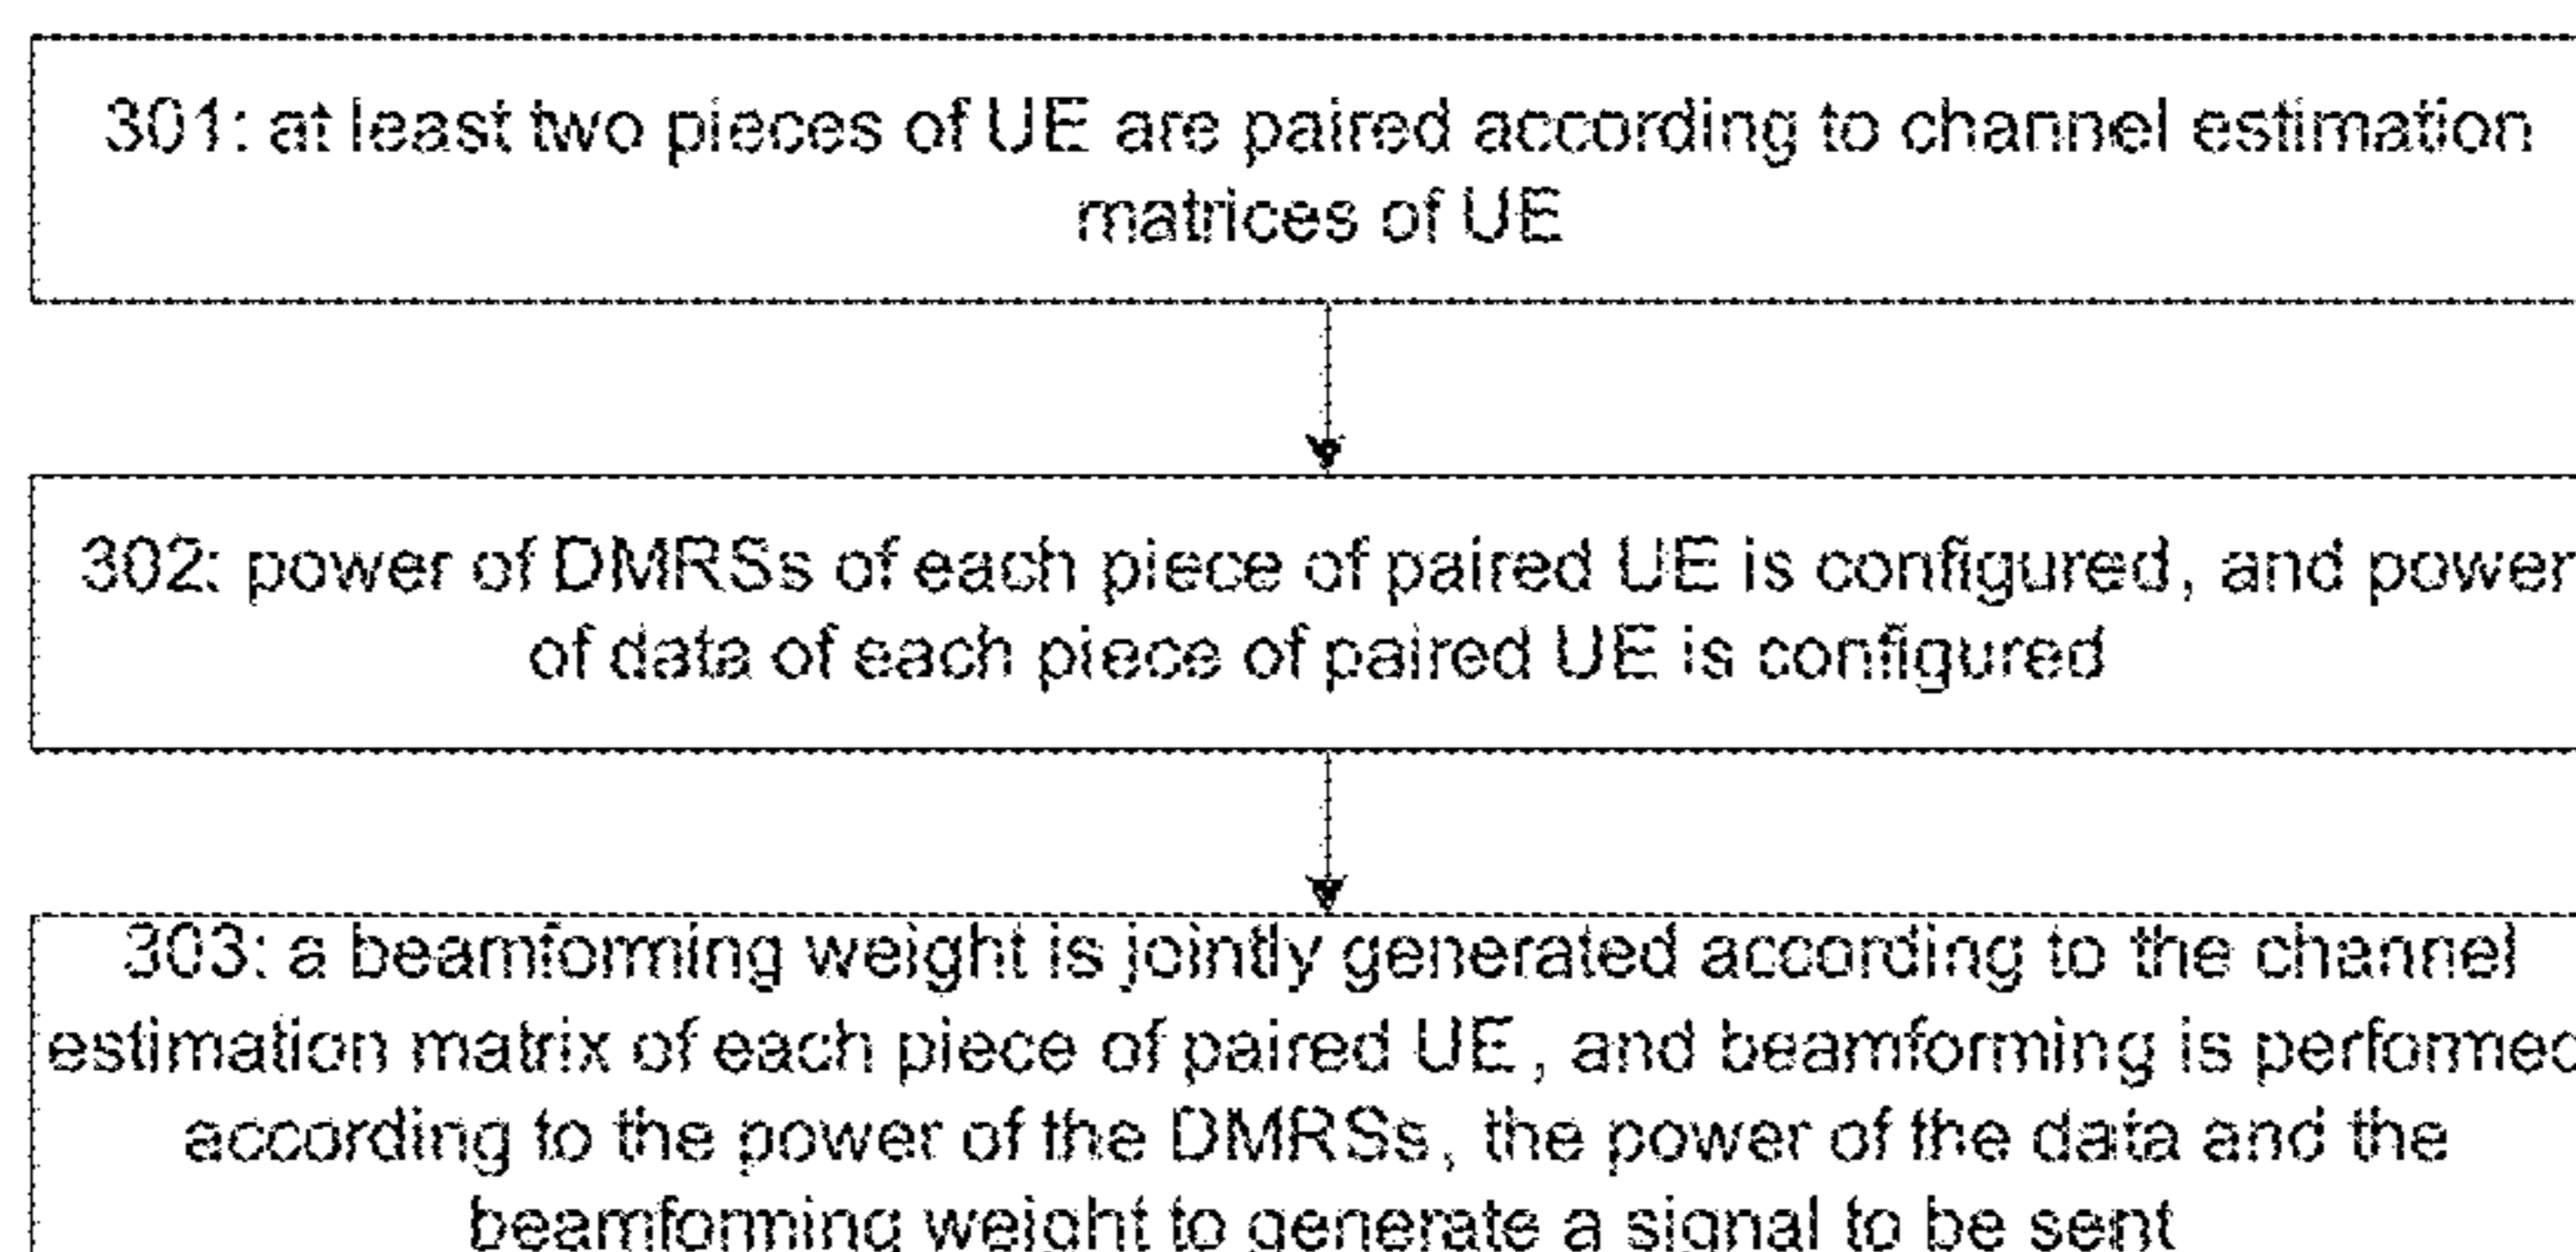 301: at least two pieces of UE are paired according to channel estimation
matrices of UE
302: power of DMRSs of each piece of paired UE is configured, and power
of data of each piece of paired UE is configured
303: a beamforming weight is jointly generated according to the channel
estimation matrix of each piece of paired UE, and beamforming is performed
according to the power of the DMRSs, the power of the data and the
beamforming weight to generate a signal to be sent